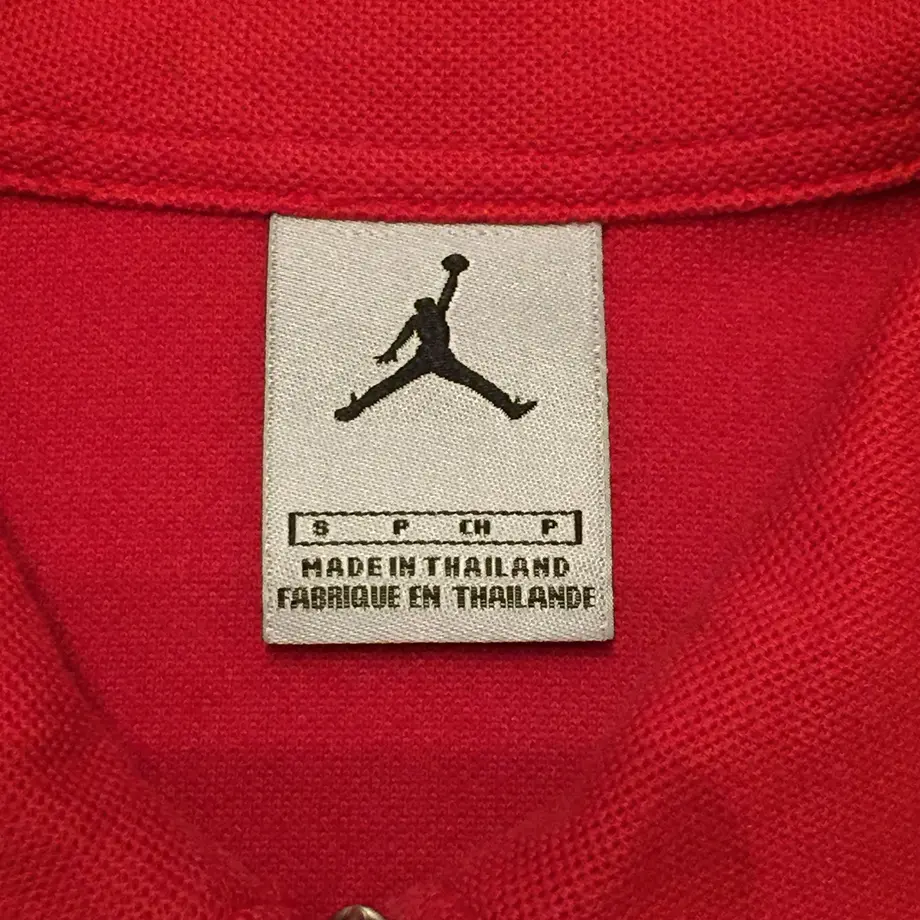 S P CH P
MADE IN THAILAND
FABRIQUE EN THAILANDE